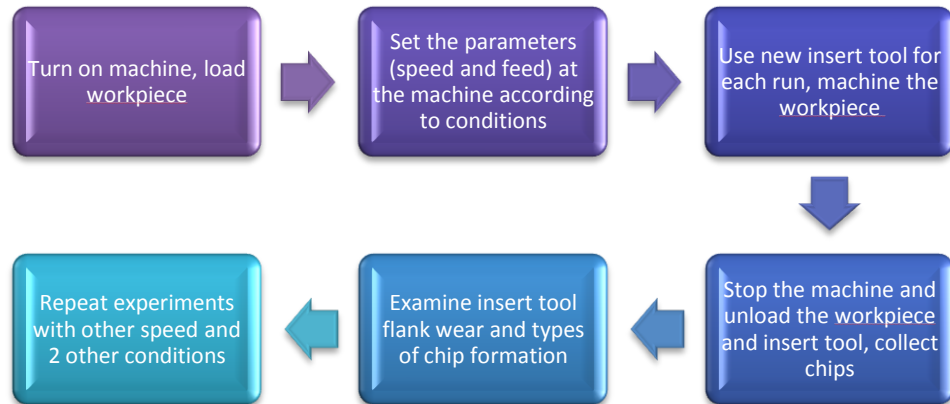 Turn on machine, load
workpiece
Set the parameters
(speed and feed) at
the machine according
to conditions
Use new insert tool for
each run, machine the
workpiece
Stop the machine and
unload the workpiece
and insert tool, collect
chips
Examine insert tool
flank wear and types
of chip formation
Repeat experiments
with other speed and
2 other conditions